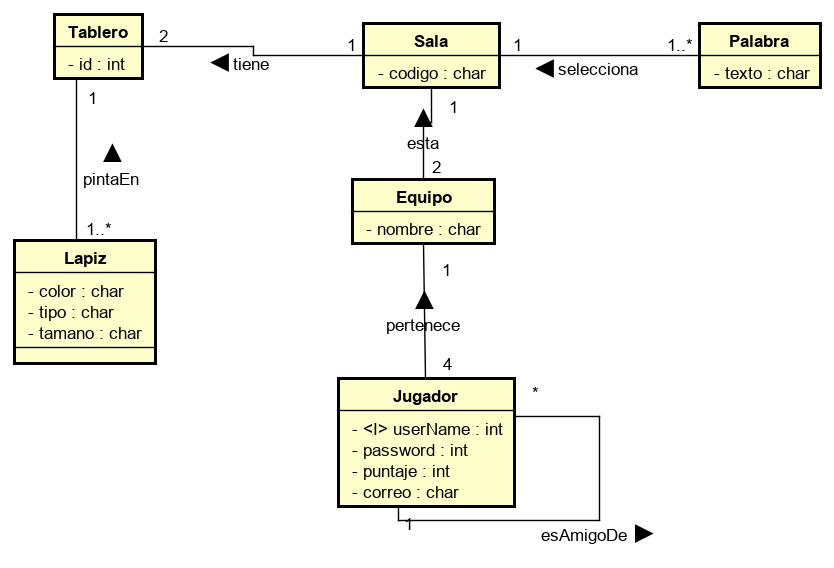 Tablero
- id : int
2
1
◀ tiene
Sala
- codigo : char
1
1..*
◀ selecciona
Palabra
- texto : char
1
▲
pintaEn
1..*
1
▲
esta
2
Equipo
- nombre : char
Lapiz
- color : char
- tipo : char
- tamano : char
1
▲
pertenece
4
Jugador
- <I> userName : int
- password : int
- puntaje : int
- correo : char
*
1
esAmigoDe ▶